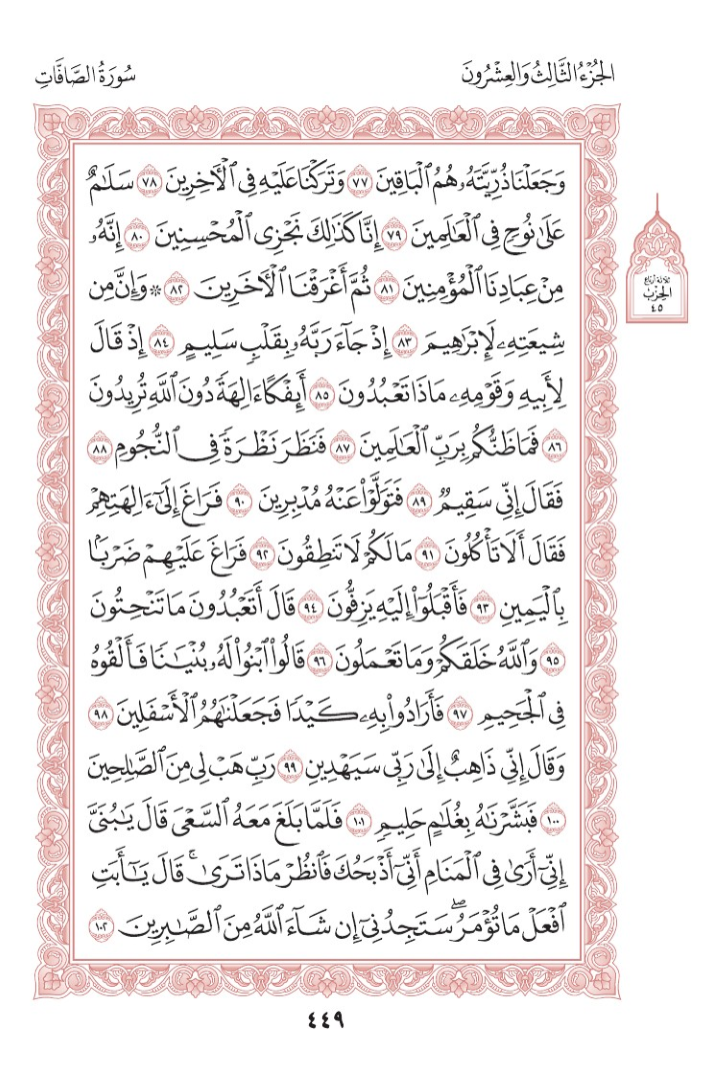 الجُزْءُ الثَّالِثُ وَالعِشْرُونَ
سُورَةُ الصَّافَّاتِ
وَجَعَلۡنَا ذُرِّيَّتَهُۥ هُمُ ٱلۡبَاقِينَ ٧٧ وَتَرَكۡنَا عَلَيۡهِ فِي ٱلۡأٓخِرِينَ ٧٨ سَلَٰمٌ
عَلَىٰ نُوحٖ فِي ٱلۡعَٰلَمِينَ ٧٩ إِنَّا كَذَٰلِكَ نَجۡزِي ٱلۡمُحۡسِنِينَ ٨٠ إِنَّهُۥ
مِنۡ عِبَادِنَا ٱلۡمُؤۡمِنِينَ ٨١ ثُمَّ أَغۡرَقۡنَا ٱلۡأٓخَرِينَ ٨٢ ۞وَإِنَّ مِن
شِيعَتِهِۦ لَإِبۡرَٰهِيمَ ٨٣ إِذۡ جَآءَ رَبَّهُۥ بِقَلۡبٖ سَلِيمٍ ٨٤ إِذۡ قَالَ
لِأَبِيهِ وَقَوۡمِهِۦ مَاذَا تَعۡبُدُونَ ٨٥ أَئِفۡكًا ءَالِهَةٗ دُونَ ٱللَّهِ تُرِيدُونَ
٨٦ فَمَا ظَنُّكُم بِرَبِّ ٱلۡعَٰلَمِينَ ٨٧ فَنَظَرَ نَظۡرَةٗ فِي ٱلنُّجُومِ ٨٨
فَقَالَ إِنِّي سَقِيمٞ ٨٩ فَتَوَلَّوۡاْ عَنۡهُ مُدۡبِرِينَ ٩٠ فَرَاغَ إِلَىٰٓ ءَالِهَتِهِمۡ
فَقَالَ أَلَا تَأۡكُلُونَ ٩١ مَا لَكُمۡ لَا تَنطِقُونَ ٩٢ فَرَاغَ عَلَيۡهِمۡ ضَرۡبَۢا
بِٱلۡيَمِينِ ٩٣ فَأَقۡبَلُوٓاْ إِلَيۡهِ يَزِفُّونَ ٩٤ قَالَ أَتَعۡبُدُونَ مَا تَنۡحِتُونَ
٩٥ وَٱللَّهُ خَلَقَكُمۡ وَمَا تَعۡمَلُونَ ٩٦ قَالُواْ ٱبۡنُواْ لَهُۥ بُنۡيَٰنٗا فَأَلۡقُوهُ
فِي ٱلۡجَحِيمِ ٩٧ فَأَرَادُواْ بِهِۦ كَيۡدٗا فَجَعَلۡنَٰهُمُ ٱلۡأَسۡفَلِينَ ٩٨
وَقَالَ إِنِّي ذَاهِبٌ إِلَىٰ رَبِّي سَيَهۡدِينِ ٩٩ رَبِّ هَبۡ لِي مِنَ ٱلصَّٰلِحِينَ
١٠٠ فَبَشَّرۡنَٰهُ بِغُلَٰمٍ حَلِيمٖ ١٠١ فَلَمَّا بَلَغَ مَعَهُ ٱلسَّعۡيَ قَالَ يَٰبُنَيَّ
إِنِّيٓ أَرَىٰ فِي ٱلۡمَنَامِ أَنِّيٓ أَذۡبَحُكَ فَٱنظُرۡ مَاذَا تَرَىٰۚ قَالَ يَٰٓأَبَتِ
ٱفۡعَلۡ مَا تُؤۡمَرُۖ سَتَجِدُنِيٓ إِن شَآءَ ٱللَّهُ مِنَ ٱلصَّٰبِرِينَ ١٠٢
ثلاثة أرباع
الحزب
٤٥
٤٤٩